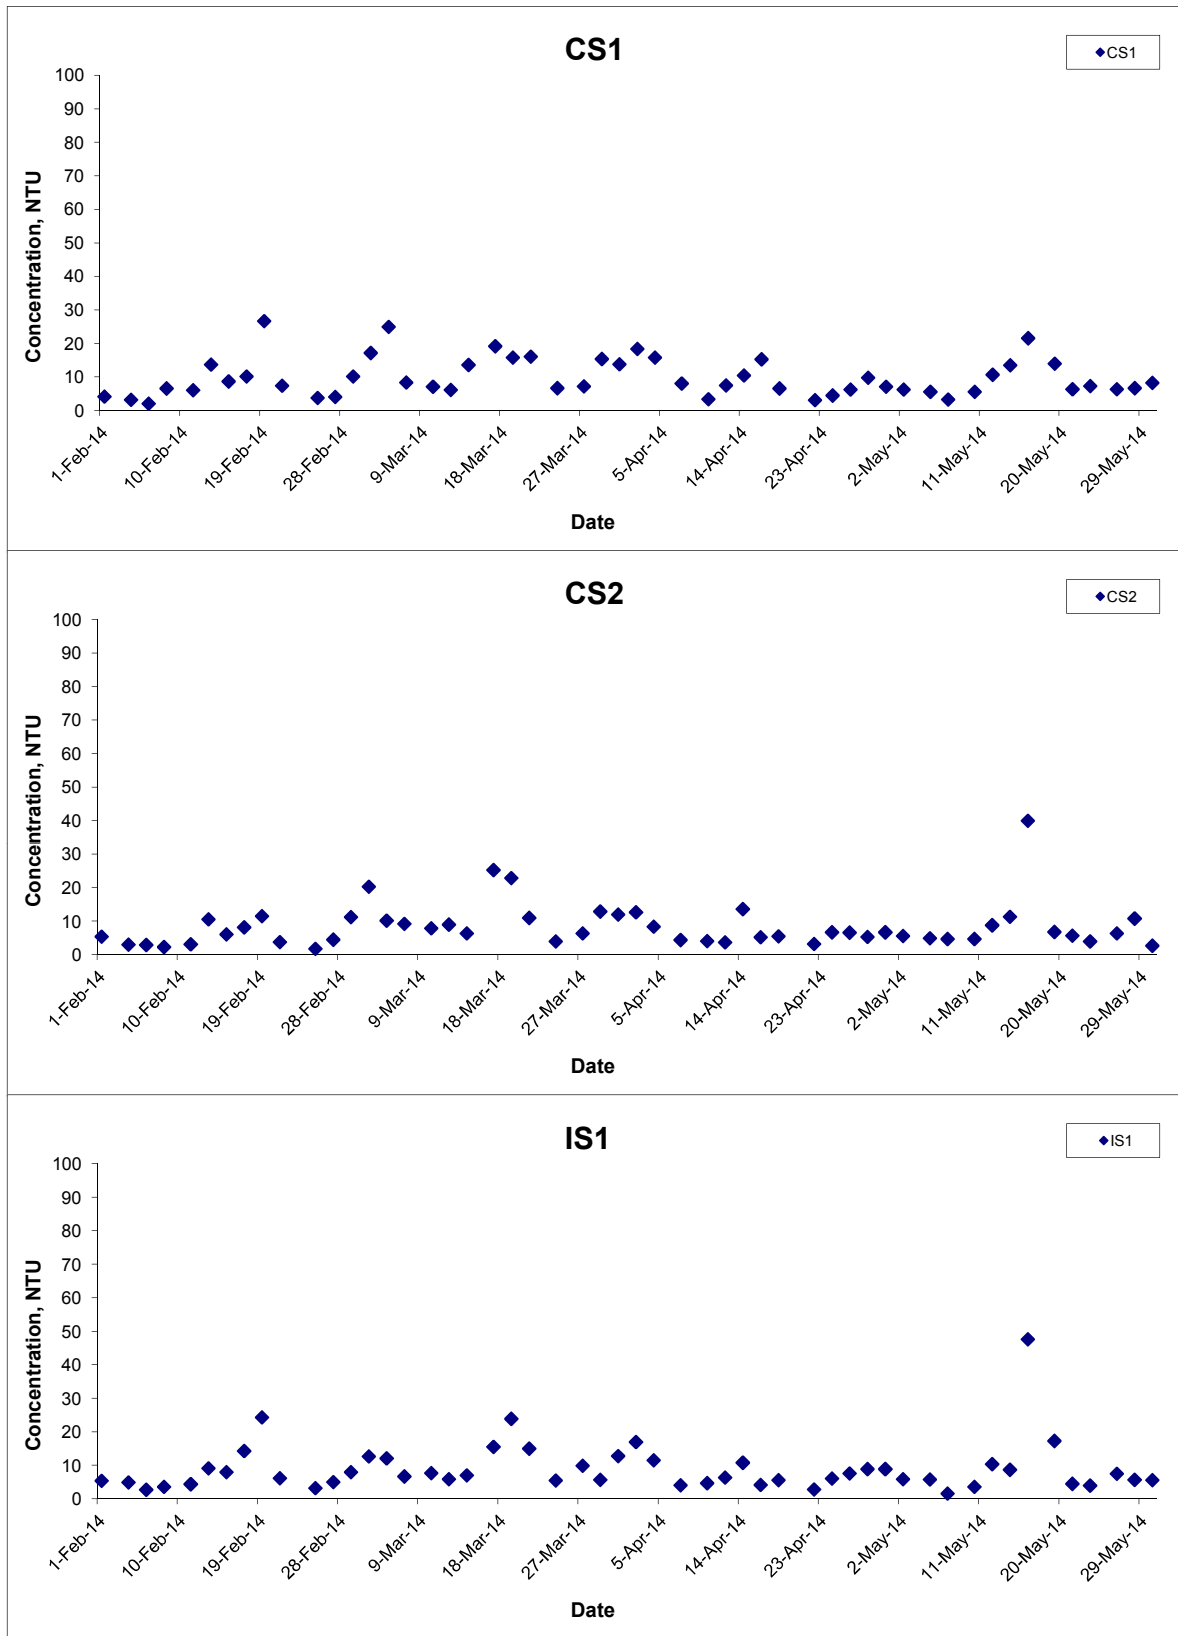 CS1
CS1
100
90
80
70
60
50
40
30
20
10
0
Concentration, NTU
1-Feb-14
10-Feb-14
19-Feb-14
28-Feb-14
9-Mar-14
18-Mar-14
27-Mar-14
5-Apr-14
14-Apr-14
23-Apr-14
2-May-14
11-May-14
20-May-14
29-May-14
Date
CS2
CS2
100
90
80
70
60
50
40
30
20
10
0
Concentration, NTU
1-Feb-14
10-Feb-14
19-Feb-14
28-Feb-14
9-Mar-14
18-Mar-14
27-Mar-14
5-Apr-14
14-Apr-14
23-Apr-14
2-May-14
11-May-14
20-May-14
29-May-14
Date
IS1
IS1
100
90
80
70
60
50
40
30
20
10
0
Concentration, NTU
1-Feb-14
10-Feb-14
19-Feb-14
28-Feb-14
9-Mar-14
18-Mar-14
27-Mar-14
5-Apr-14
14-Apr-14
23-Apr-14
2-May-14
11-May-14
20-May-14
29-May-14
Date